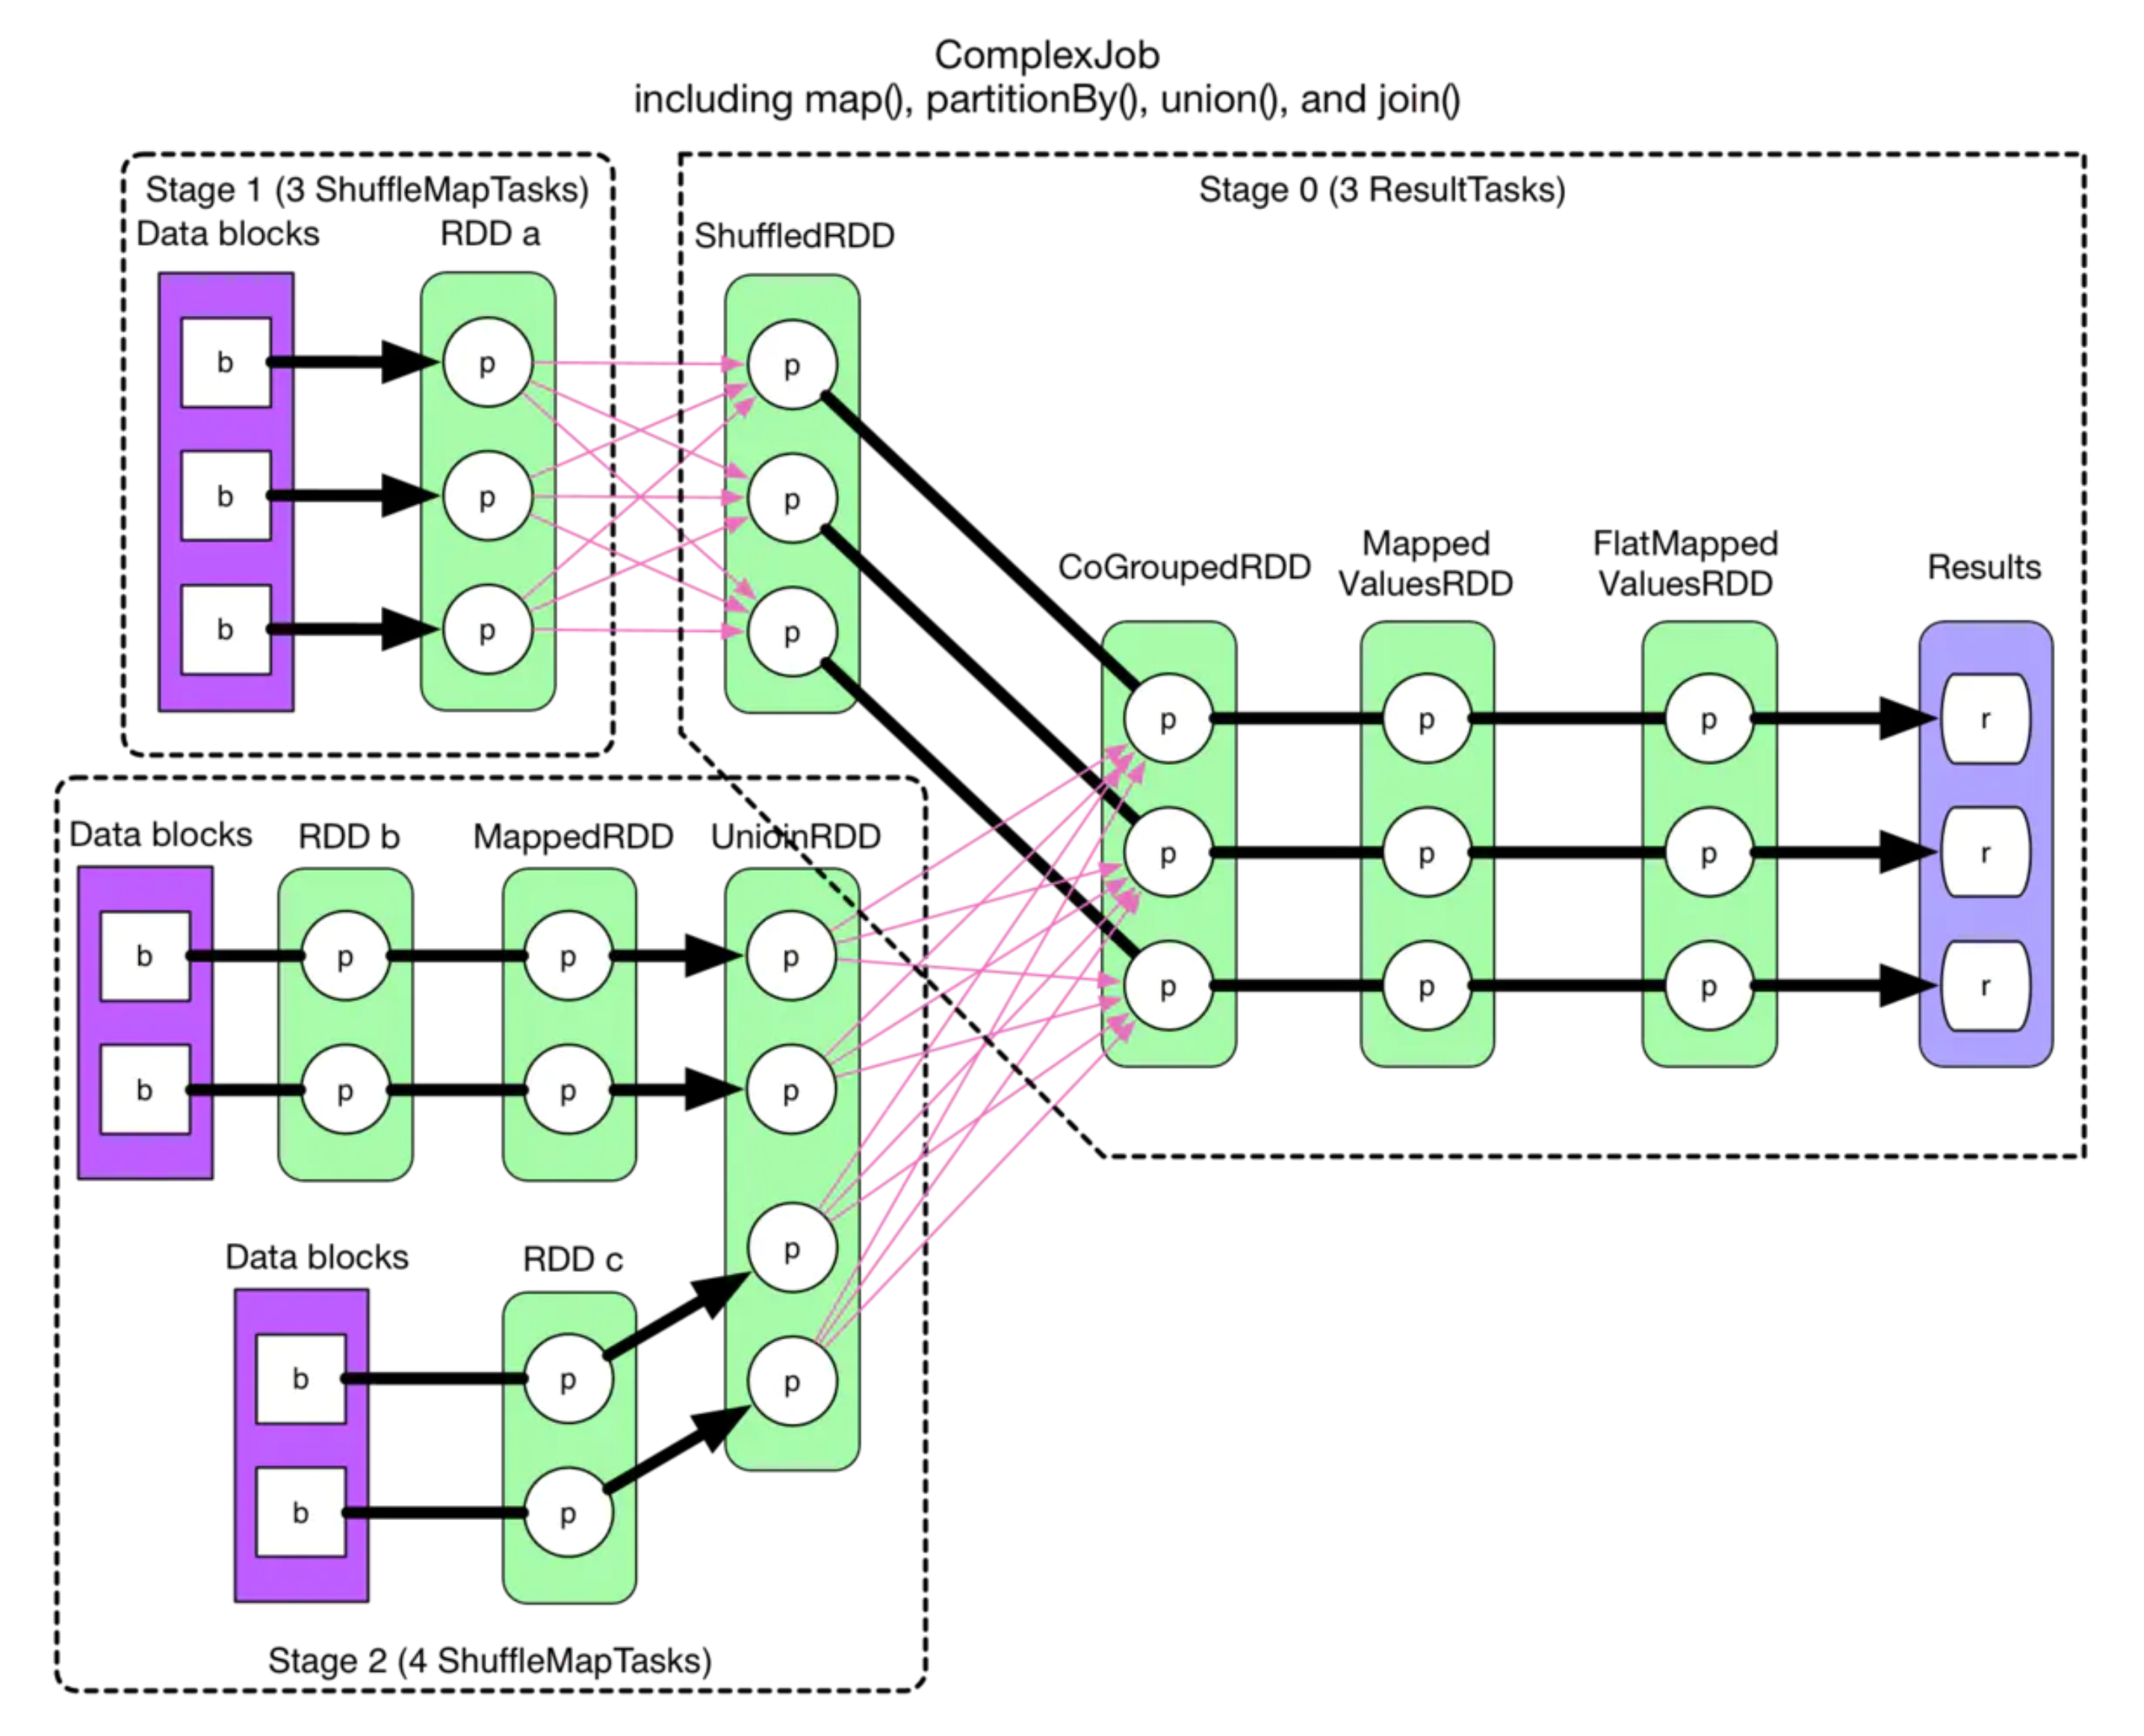 ComplexJob
including map(), partitionBy(), union(), and join()
Stage 1 (3 ShuffleMapTasks)
Data blocks
RDD a
b
p
b
p
b
p
Stage 0 (3 ResultTasks)
ShuffledRDD
p
p
p
CoGroupedRDD
Mapped
ValuesRDD
FlatMapped
ValuesRDD
Results
p
p
p
r
p
p
p
r
p
p
p
r
Data blocks
RDD b
MappedRDD
UnioinRDD
b
p
p
p
b
p
p
p
Data blocks
RDD c
p
b
p
p
b
p
Stage 2 (4 ShuffleMapTasks)